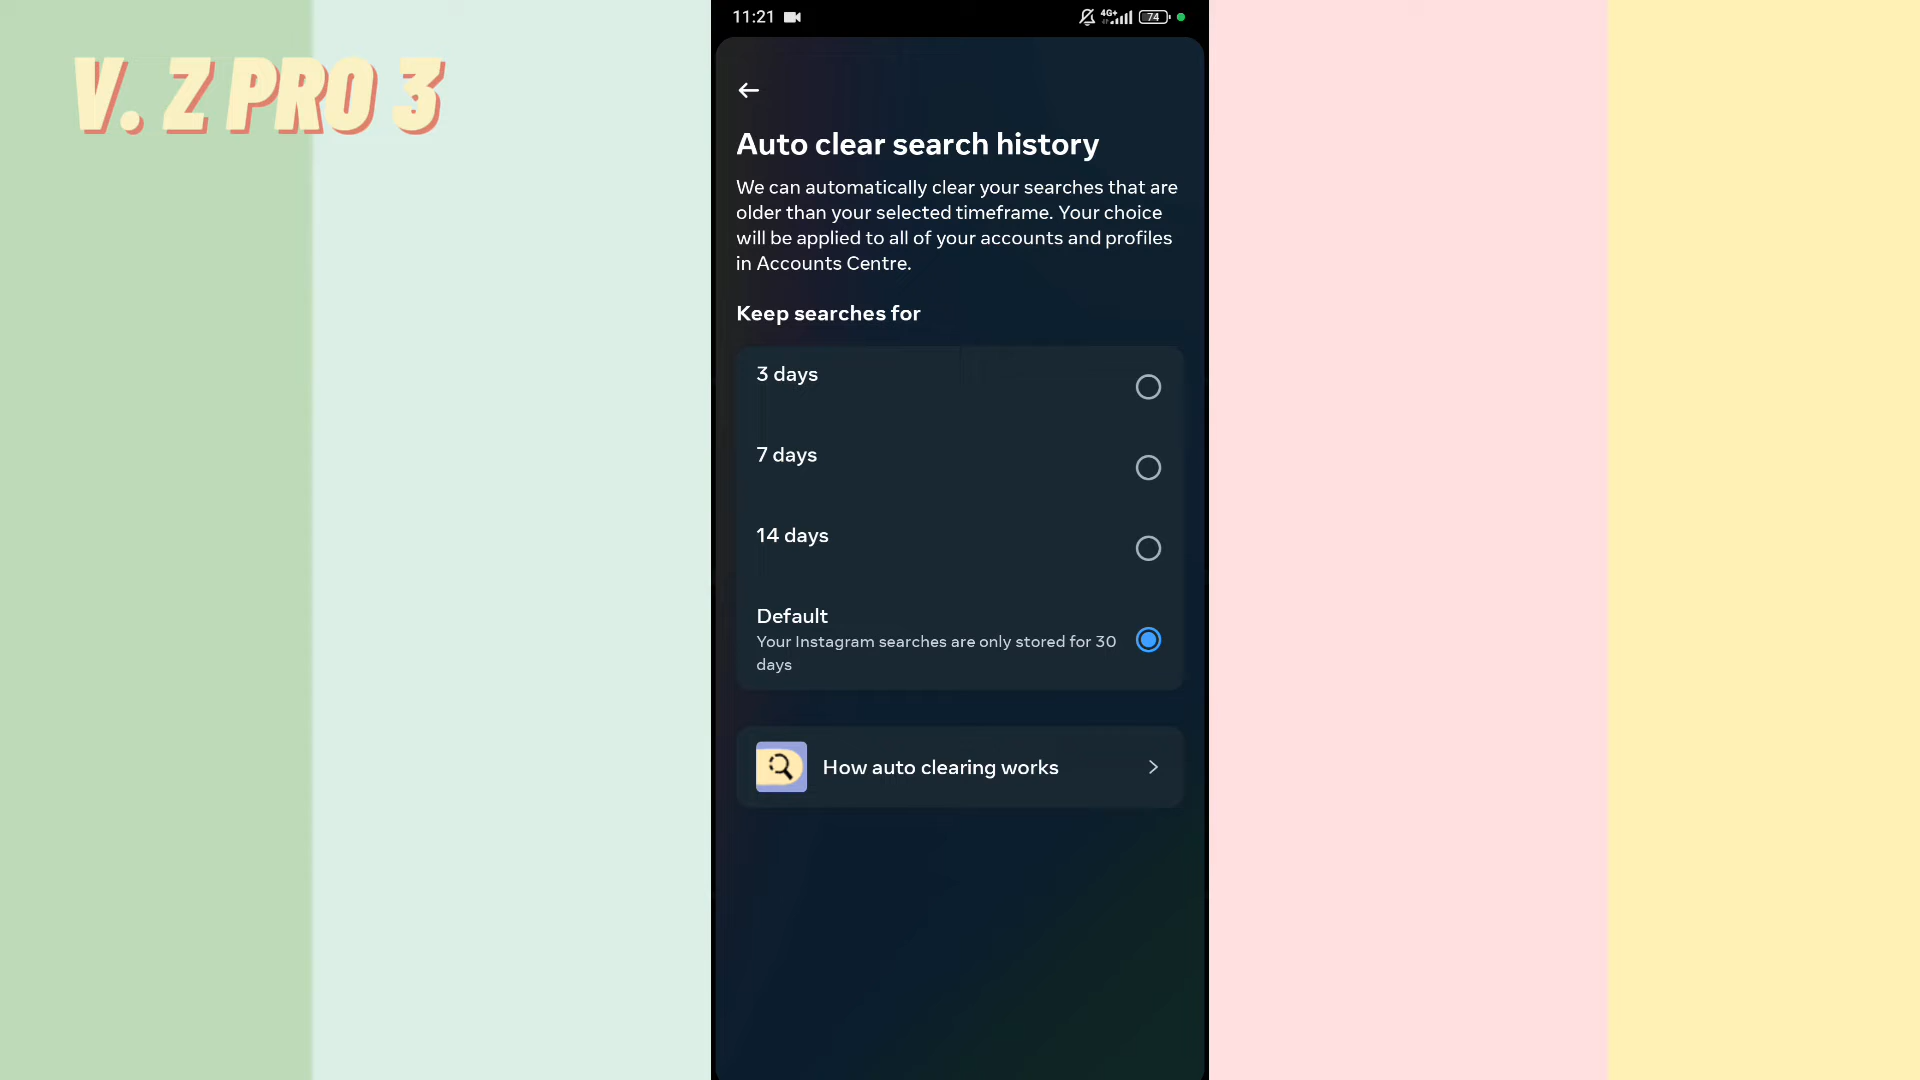 V. Z PRO 3
11:21
4G+
74
Auto clear search history
We can automatically clear your searches that are
older than your selected timeframe. Your choice
will be applied to all of your accounts and profiles
in Accounts Centre.
Keep searches for
3 days
7 days
14 days
Default
Your Instagram searches are only stored for 30
days
How auto clearing works